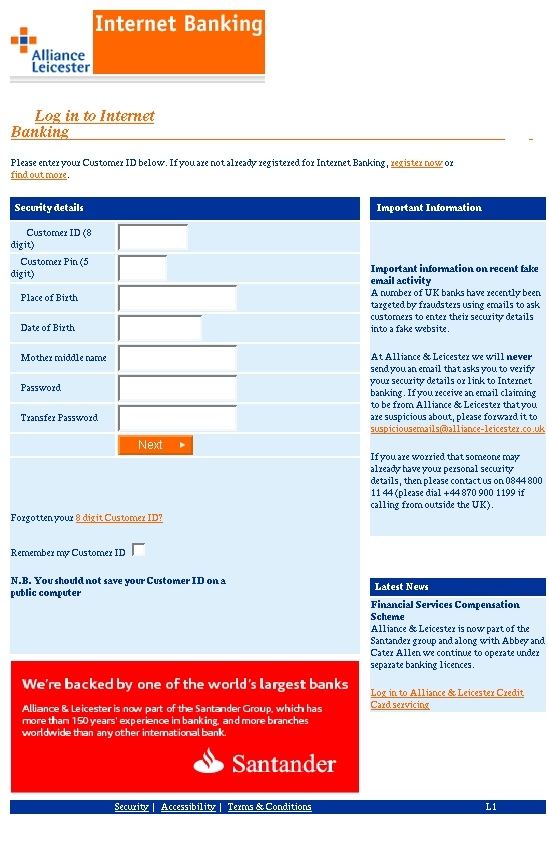 Internet Banking
Alliance
Leicester
Log in to Internet
Banking
Please enter your Customer ID below. If you are not already registered for Internet Banking, register now or
find out more.
Security details
Customer ID (8
digit)
Customer Pin (5
digit)
Place of Birth
Date of Birth
Mother middle name
Password
Transfer Password
Next
Forgotten your 8 digit Customer ID?
Remember my Customer ID
N.B. You should not save your Customer ID on a
public computer
Important Information
Important information on recent fake
email activity
A number of UK banks have recently been
targeted by fraudsters using emails to ask
customers to enter their security details
into a fake website.
At Alliance & Leicester we will never
send you an email that asks you to verify
your security details or link to Internet
banking. If you receive an email claiming
to be from Alliance & Leicester that you
are suspicious about, please forward it to
suspiciousemails@alliance-leicester.co.uk
If you are worried that someone may
already have your personal security
details, then please contact us on 0844 800
11 44 (please dial +44 870 900 1199 if
calling from outside the UK).
Latest News
Financial Services Compensation
Scheme
Alliance & Leicester is now part of the
Santander group and along with Abbey and
Cater Allen we continue to operate under
separate banking licences.
Log in to Alliance & Leicester Credit
Card servicing
We're backed by one of the world's largest banks
Alliance & Leicester is now part of the Santander Group, which has
more than 150 years' experience in banking, and more branches
worldwide than any other international bank.
Santander
Security | Accessibility | Terms & Conditions
L1